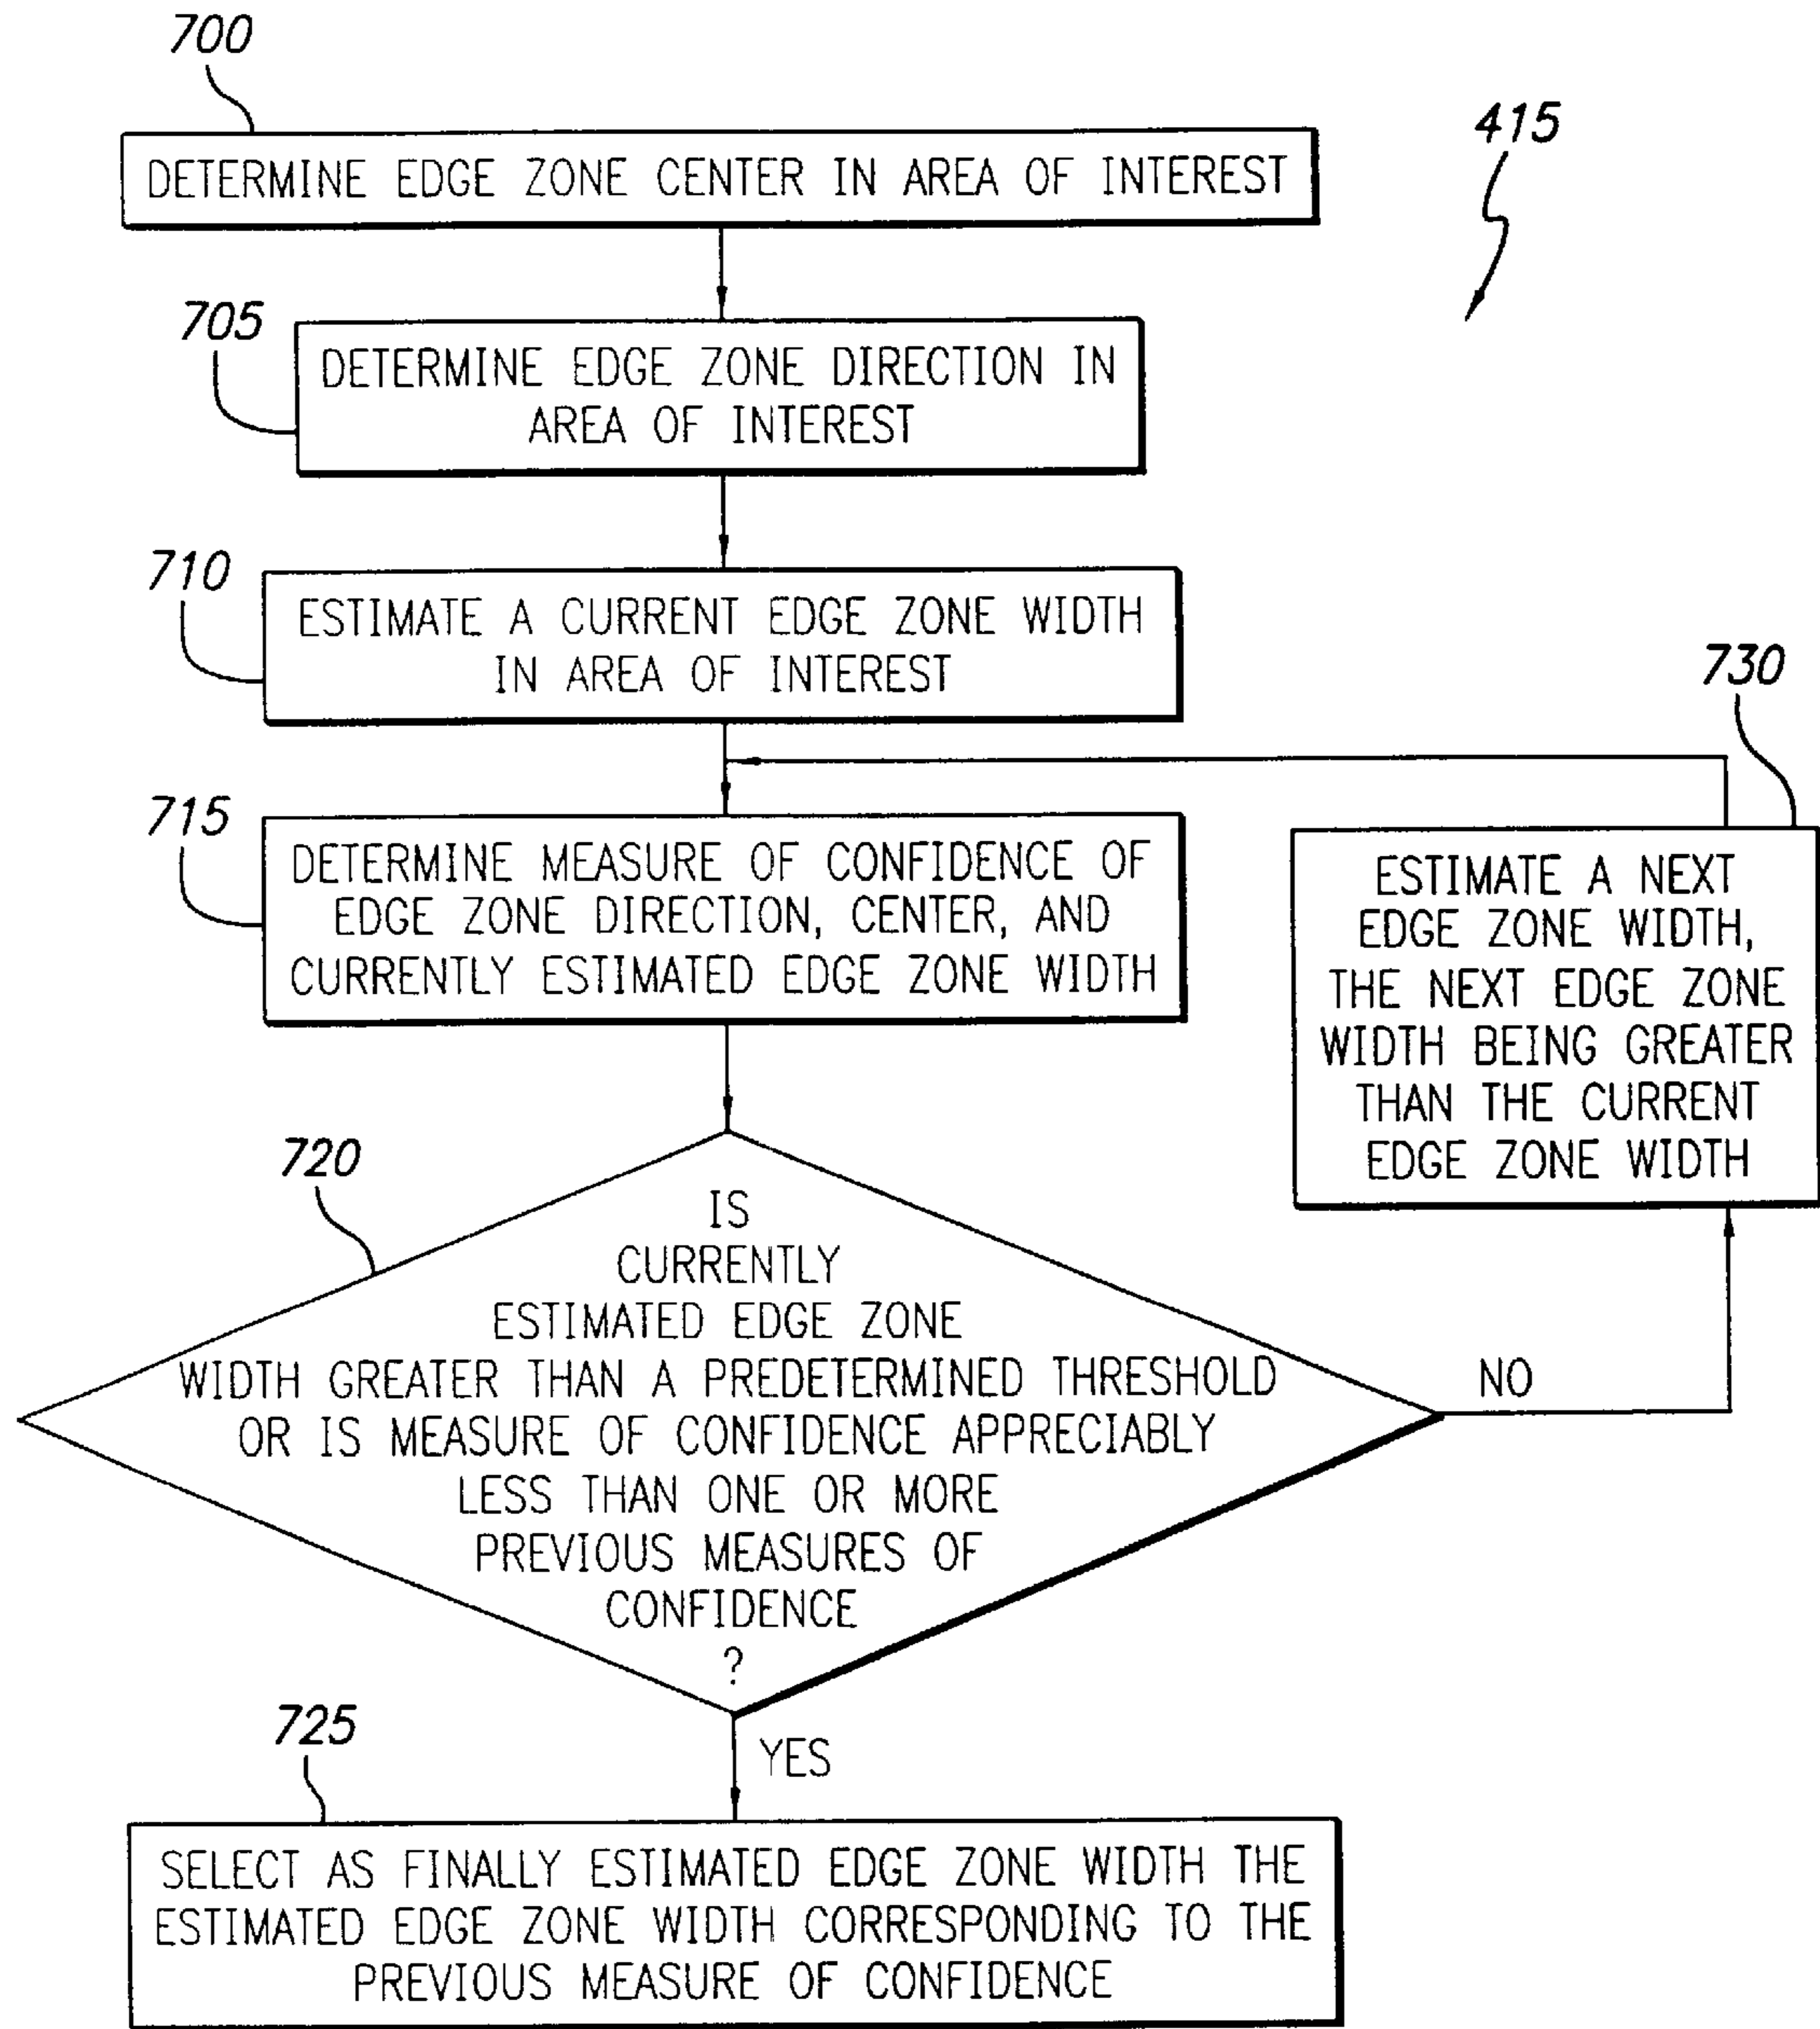 700
DETERMINE EDGE ZONE CENTER IN AREA OF INTEREST
415
705
DETERMINE EDGE ZONE DIRECTION IN
AREA OF INTEREST
710
ESTIMATE A CURRENT EDGE ZONE WIDTH
IN AREA OF INTEREST
715
DETERMINE MEASURE OF CONFIDENCE OF
EDGE ZONE DIRECTION, CENTER, AND
CURRENTLY ESTIMATED EDGE ZONE WIDTH
730
ESTIMATE A NEXT
EDGE ZONE WIDTH,
THE NEXT EDGE ZONE
WIDTH BEING GREATER
THAN THE CURRENT
EDGE ZONE WIDTH
720
IS
CURRENTLY
ESTIMATED EDGE ZONE
WIDTH GREATER THAN A PREDETERMINED THRESHOLD
OR IS MEASURE OF CONFIDENCE APPRECIABLY
LESS THAN ONE OR MORE
PREVIOUS MEASURES OF
CONFIDENCE
?
NO
YES
725
SELECT AS FINALLY ESTIMATED EDGE ZONE WIDTH THE
ESTIMATED EDGE ZONE WIDTH CORRESPONDING TO THE
PREVIOUS MEASURE OF CONFIDENCE